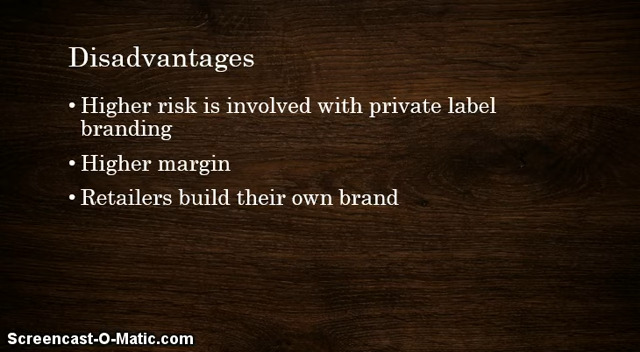 Disadvantages
• Higher risk is involved with private label
branding
• Higher margin
• Retailers build their own brand
Screencast-O-Matic.com